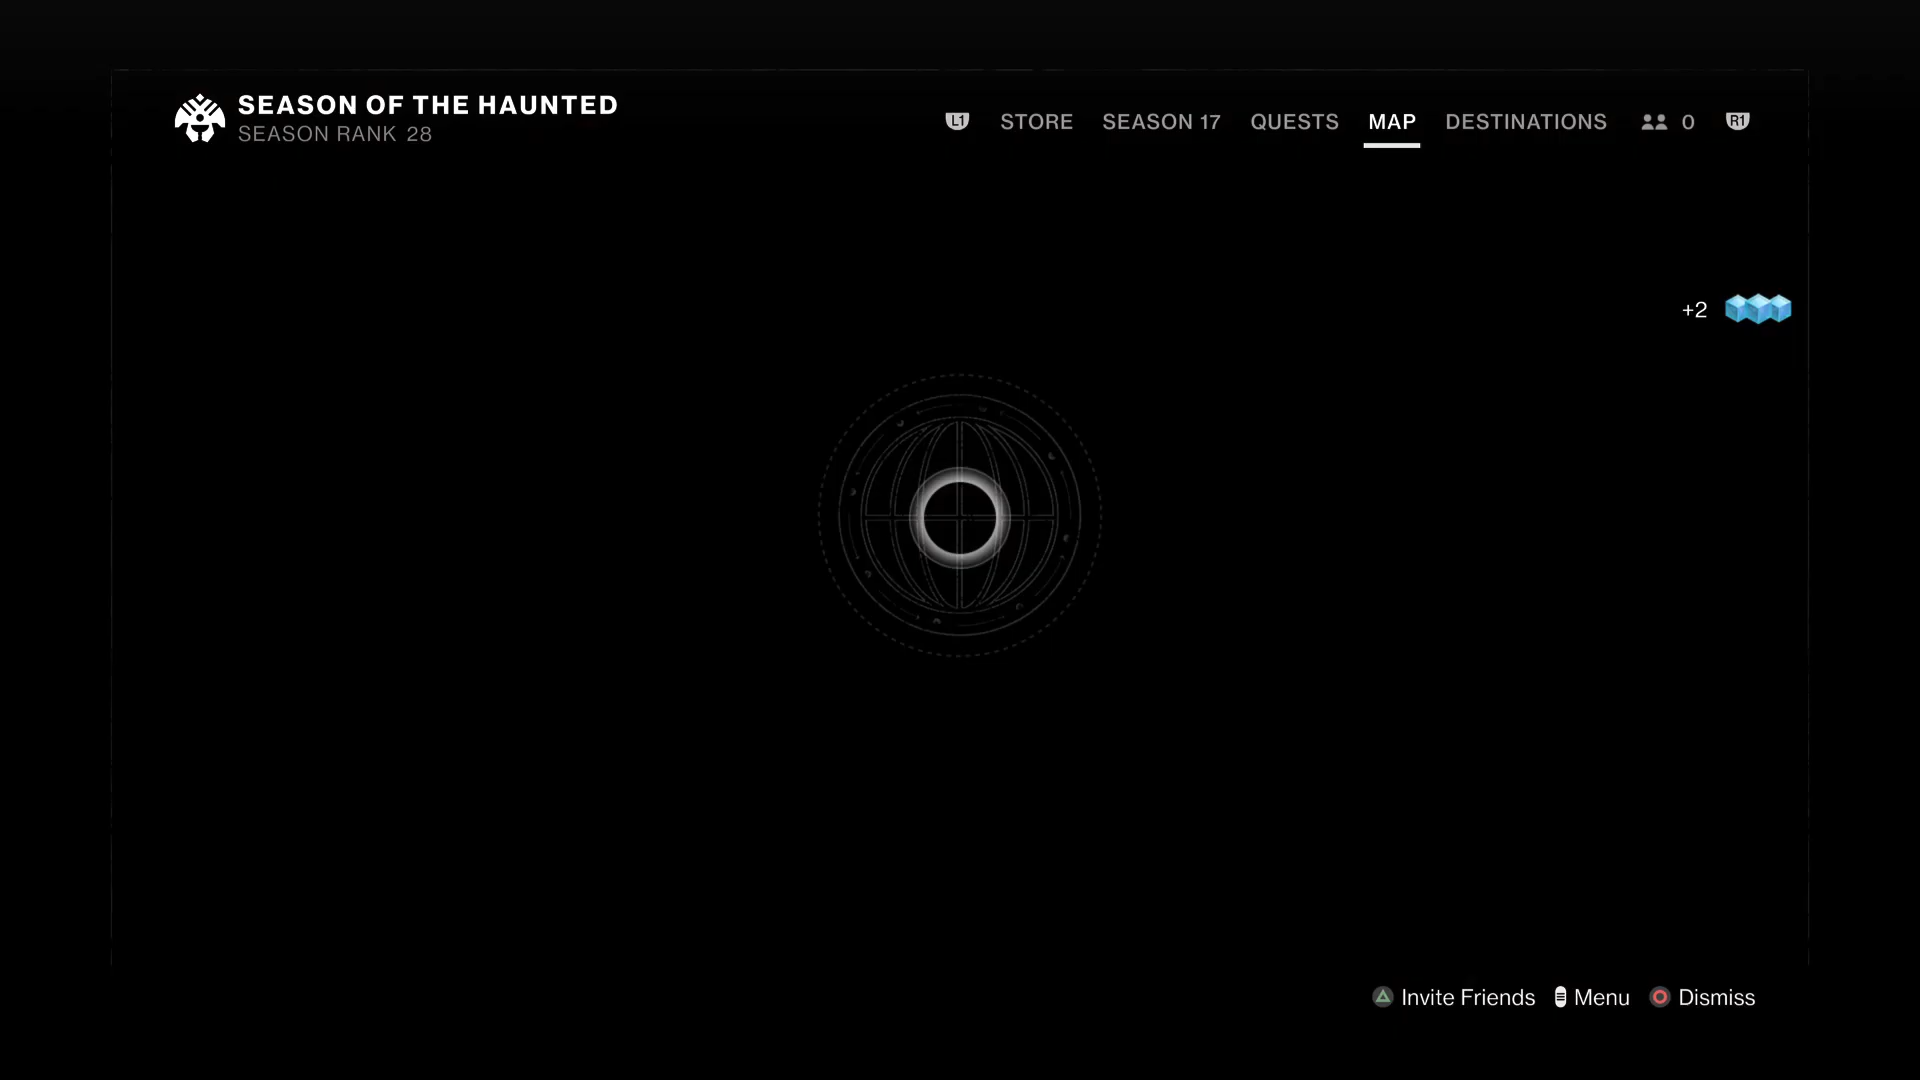 SEASON OF THE HAUNTED
SEASON RANK 28
L1 STORE SEASON 17 QUESTS MAP DESTINATIONS 0 R1
+2
Invite Friends Menu Dismiss